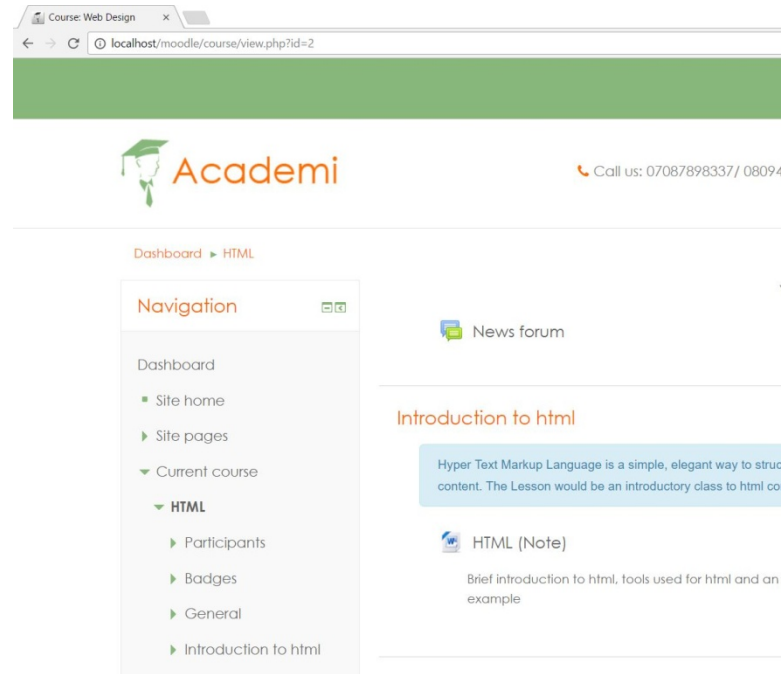 Course: Web Design
localhost/moodle/course/view.php?id=2
Academi
Call us: 07087898337/ 08094
Dashboard ► HTML
Navigation
Dashboard
Site home
Site pages
Current course
HTML
Participants
Badges
General
Introduction to html
News forum
Introduction to html
Hyper Text Markup Language is a simple, elegant way to struc
content. The Lesson would be an introductory class to html co
HTML (Note)
Brief introduction to html, tools used for html and an
example